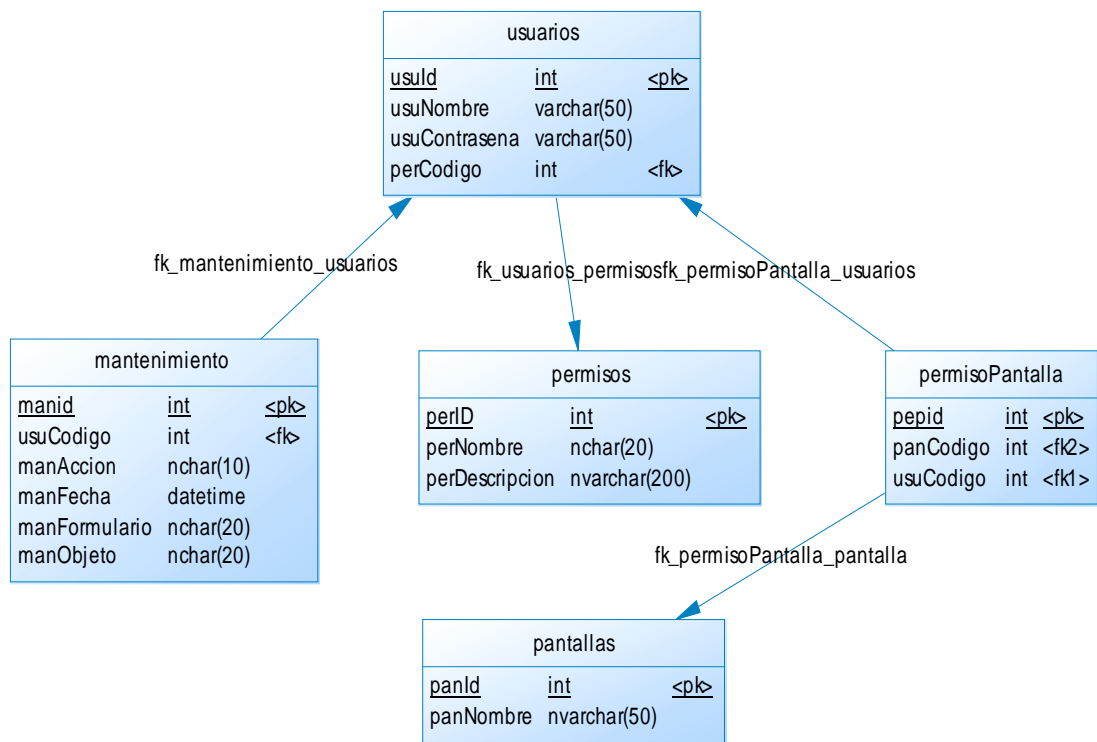 usuarios
usuId int <pk>
usuNombre varchar(50)
usuContrasena varchar(50)
perCodigo int <fk>
fk_mantenimiento_usuarios
fk_usuarios_permisosfk_permisoPantalla_usuarios
mantenimiento
manid int <pk>
usuCodigo int <fk>
manAccion nchar(10)
manFecha datetime
manFormulario nchar(20)
manObjeto nchar(20)
permisos
perID int <pk>
perNombre nchar(20)
perDescripcion nvarchar(200)
permisoPantalla
pepid int <pk>
panCodigo int <fk2>
usuCodigo int <fk1>
fk_permisoPantalla_pantalla
pantallas
panId int <pk>
panNombre nvarchar(50)